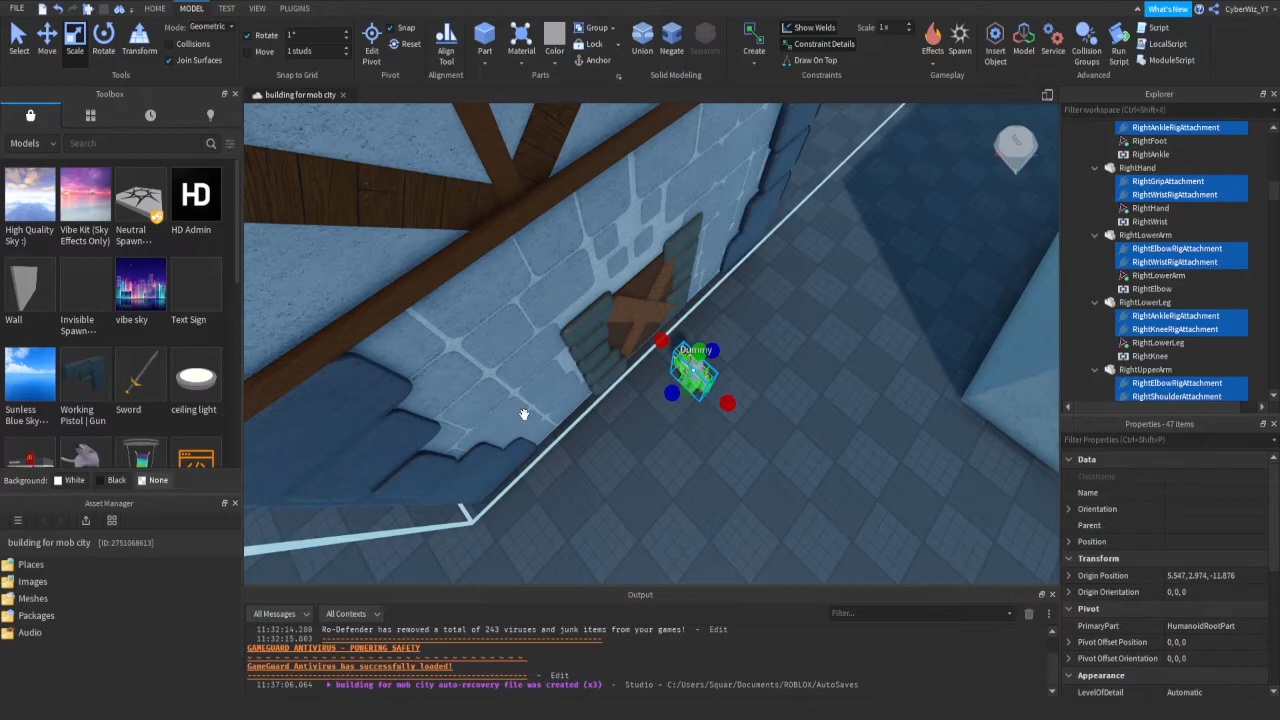 FILE HOME MODEL TEST VIEW PLUGINS What's New CyberWiz_YT
Select Move Scale Rotate Transform
Mode: Geometric
Collisions
Join Surfaces
Tools
Rotate 1°
Move 1 studs
Snap to Grid
Edit Pivot
Snap
Reset
Pivot
Align Tool
Alignment
Part Material Color
Group
Lock
Anchor
Parts
Union Negate Separate
Solid Modeling
Create
Show Welds
Constraint Details
Draw On Top
Scale 1x
Constraints
Effects Spawn
Gameplay
Insert Object Model Service Collision Groups Run Script
Script
LocalScript
ModuleScript
Advanced
Toolbox
Models
Search
High Quality Sky :)
Vibe Kit (Sky Effects Only)
Neutral Spawn...
HD
HD Admin
Wall
Invisible Spawn...
vibe sky
Text Sign
Sunless Blue Sky...
Working Pistol | Gun
Sword
ceiling light
Background: White Black None
Asset Manager
building for mob city [ID:2751068613]
Places
Images
Meshes
Packages
Audio
building for mob city
TOP
Dummy
Output
All Messages All Contexts Filter...
11:32:14.280 Ro-Defender has removed a total of 243 viruses and junk items from your games! - Edit
11:32:15.803
GAMEGUARD ANTIVIRUS - POWERING SAFETY
GameGuard Antivirus has successfully loaded!
- Edit
11:37:06.064 building for mob city auto-recovery file was created (x3) - Studio - C:/Users/Squar/Documents/ROBLOX/AutoSaves
Explorer
Filter workspace (Ctrl+Shift+X)
RightAnkleRigAttachment
RightFoot
RightAnkle
RightHand
RightGripAttachment
RightWristRigAttachment
RightHand
RightWrist
RightLowerArm
RightElbowRigAttachment
RightWristRigAttachment
RightLowerArm
RightElbow
RightLowerLeg
RightAnkleRigAttachment
RightKneeRigAttachment
RightLowerLeg
RightKnee
RightUpperArm
RightElbowRigAttachment
RightShoulderAttachment
Properties - 47 items
Filter Properties (Ctrl+Shift+P)
Data
ClassName
Name
Orientation
Parent
Position
Transform
Origin Position 5.547, 2.974, -11.876
Origin Orientation 0, 0, 0
Pivot
PrimaryPart HumanoidRootPart
Pivot Offset Position 0, 0, 0
Pivot Offset Orientation 0, 0, 0
Appearance
LevelOfDetail Automatic